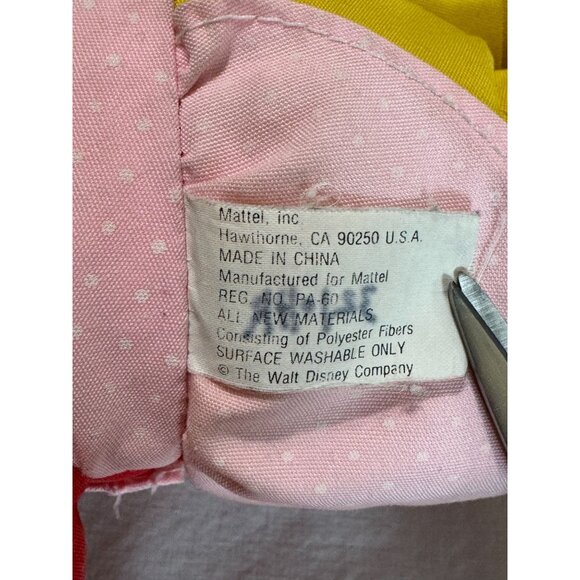 Mattel, Inc
Hawthorne, CA 90250 U.S.A.
MADE IN CHINA
Manufactured for Mattel
REG. NO. PA-60
ALL NEW MATERIALS
Consisting of Polyester Fibers
SURFACE WASHABLE ONLY
© The Walt Disney Company